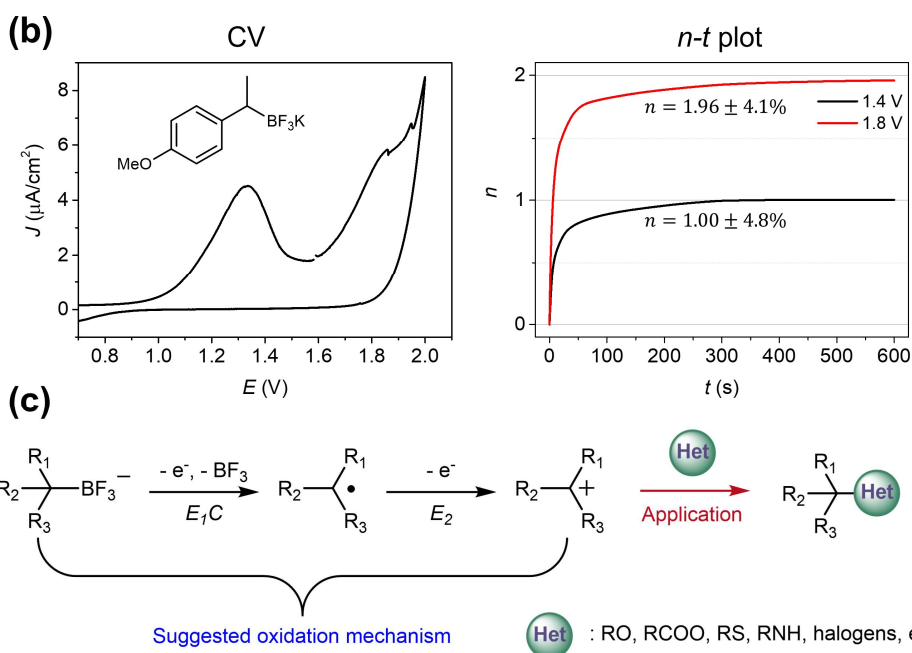 (b)
CV
n-t plot
8
6
4
2
0
J (μA/cm²)
BF₃K
MeO
0.8 1.0 1.2 1.4 1.6 1.8 2.0
E (V)
2
1
0
n
n = 1.96 ± 4.1%
1.4 V
1.8 V
n = 1.00 ± 4.8%
0 100 200 300 400 500 600
t (s)
(c)
R₁
R₂ BF₃⁻
R₃
- e⁻, - BF₃
E₁C
R₁
R₂ •
R₃
- e⁻
E₂
R₁
R₂ +
R₃
Het
Application
R₁
R₂ Het
R₃
Suggested oxidation mechanism
Het : RO, RCOO, RS, RNH, halogens, e